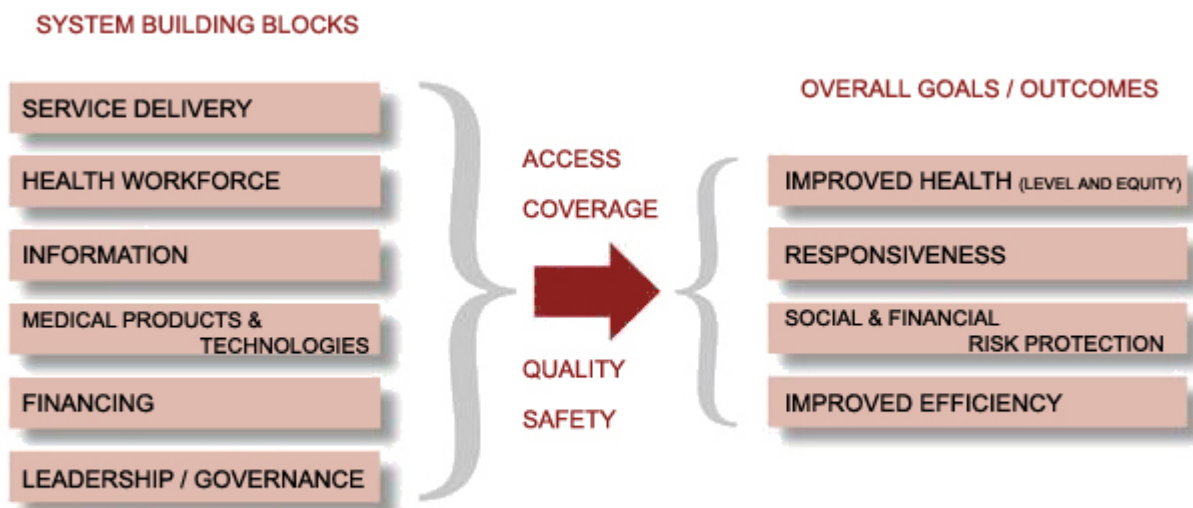 SYSTEM BUILDING BLOCKS
SERVICE DELIVERY
HEALTH WORKFORCE
INFORMATION
MEDICAL PRODUCTS &
TECHNOLOGIES
FINANCING
LEADERSHIP / GOVERNANCE
ACCESS
COVERAGE
QUALITY
SAFETY
OVERALL GOALS / OUTCOMES
IMPROVED HEALTH (LEVEL AND EQUITY)
RESPONSIVENESS
SOCIAL & FINANCIAL
RISK PROTECTION
IMPROVED EFFICIENCY